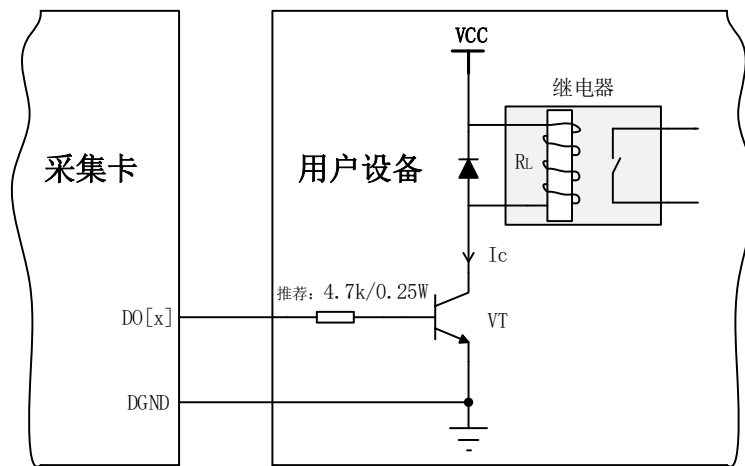 VCC
继电器
采集卡
用户设备
RL
Ic
推荐：4.7k/0.25W
DO[x]
VT
DGND